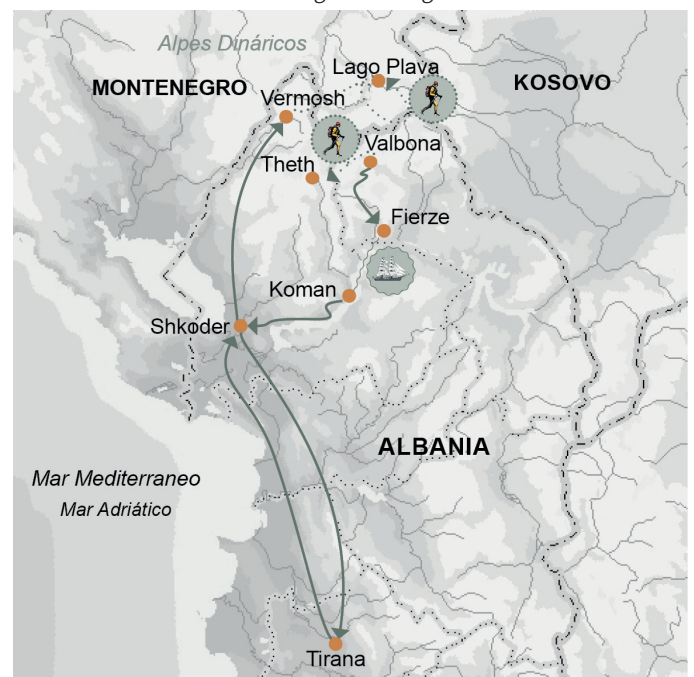 Alpes Dináricos
Lago Plava
MONTENEGRO
KOSOVO
Vermosh
Valbona
Theth
Fierze
Koman
Shkoder
ALBANIA
Mar Mediterraneo
Mar Adriático
Tirana